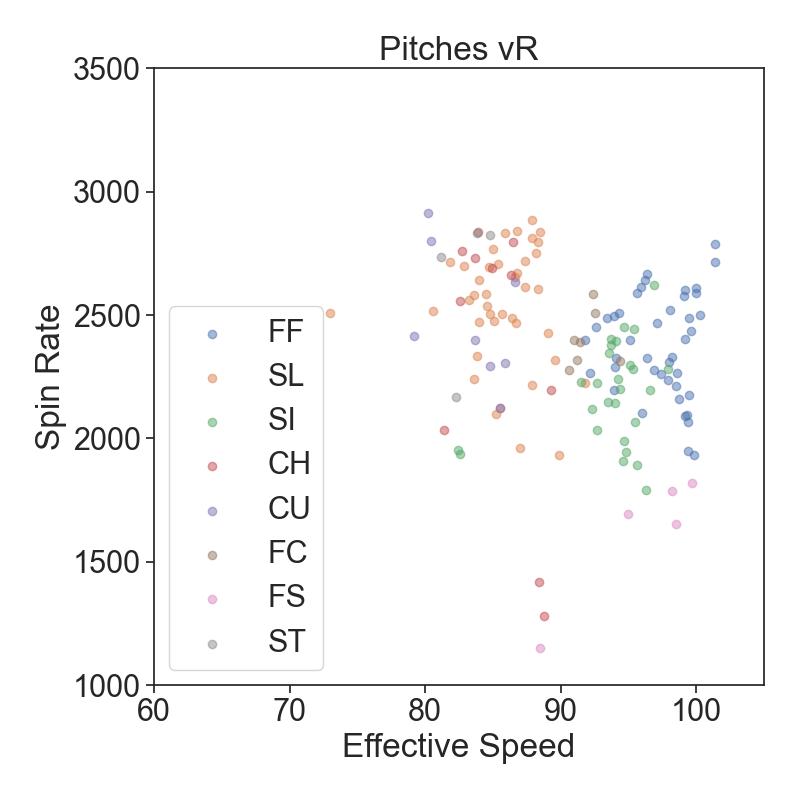 Pitches vR
3500
3000
2500
2000
1500
1000
Spin Rate
FF
SL
SI
CH
CU
FC
FS
ST
60 70 80 90 100
Effective Speed